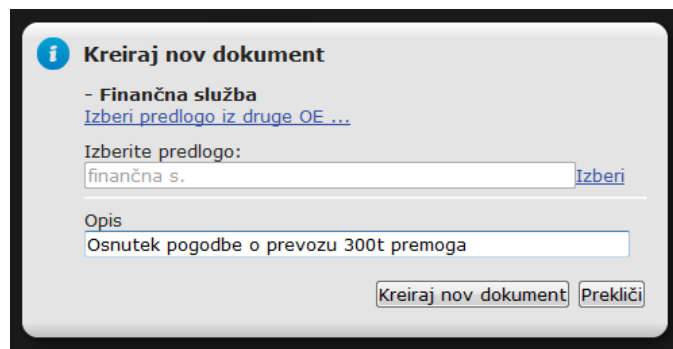 Kreiraj nov dokument
- Finančna služba
Izberi predlogo iz druge OE ...
Izberite predlogo:
finančna s. Izberi
Opis
Osnutek pogodbe o prevozu 300t premoga
Kreiraj nov dokument Prekliči